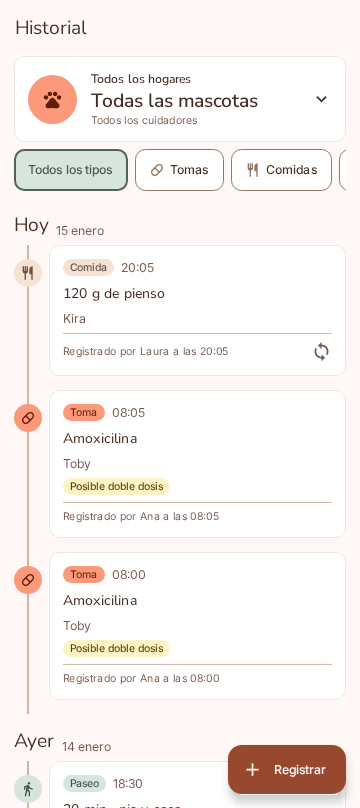 Historial
Todos los hogares
Todas las mascotas
Todos los cuidadores
Todos los tipos
Tomas
Comidas
Hoy 15 enero
Comida 20:05
120 g de pienso
Kira
Registrado por Laura a las 20:05
Toma 08:05
Amoxicilina
Toby
Posible doble dosis
Registrado por Ana a las 08:05
Toma 08:00
Amoxicilina
Toby
Posible doble dosis
Registrado por Ana a las 08:00
Ayer 14 enero
Registrar
Paseo 18:30